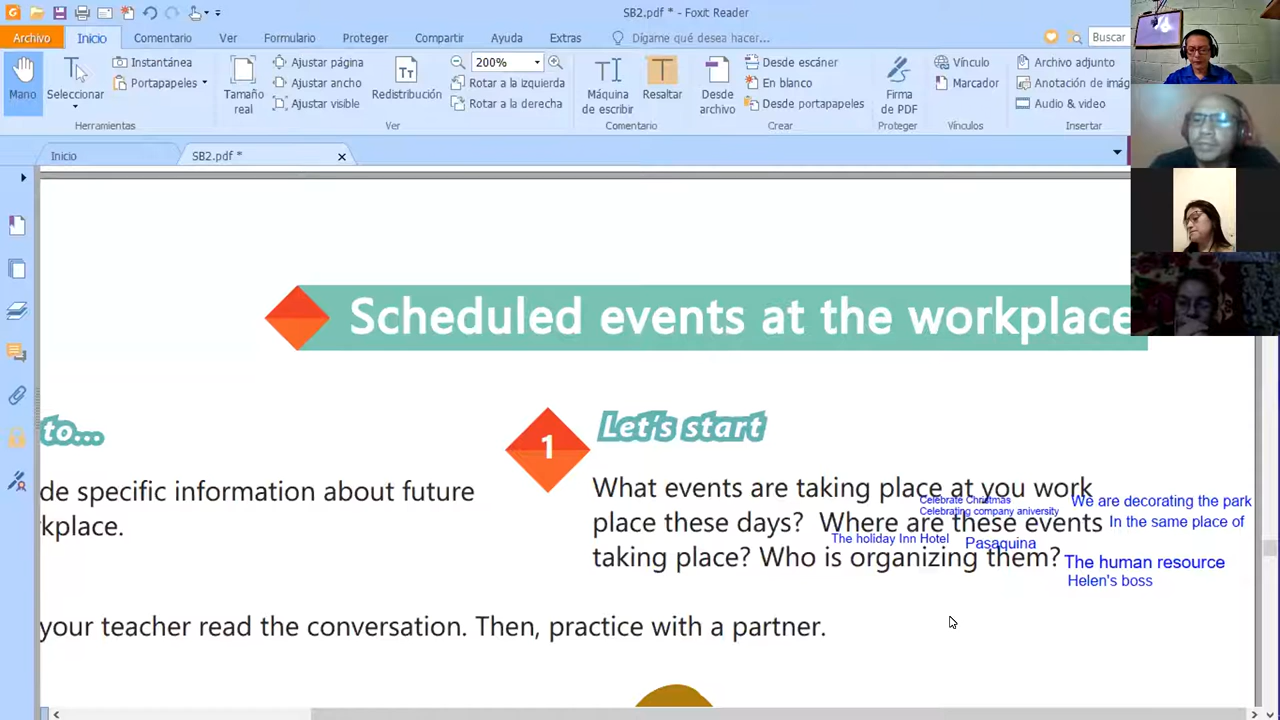 SB2.pdf * - Foxit Reader
Archivo Inicio Comentario Ver Formulario Proteger Compartir Ayuda Extras Dígame qué desea hacer... Buscar
Mano
Seleccionar
Instantánea
Portapapeles
Herramientas
Tamaño real
Ajustar página
Ajustar ancho
Ajustar visible
Redistribución
200%
Rotar a la izquierda
Rotar a la derecha
Ver
Máquina de escribir
Resaltar
Comentario
Desde archivo
Desde escáner
En blanco
Desde portapapeles
Crear
Firma de PDF
Proteger
Vínculo
Marcador
Vínculos
Archivo adjunto
Anotación de imág
Audio & video
Insertar
Inicio
SB2.pdf *
Scheduled events at the workplace
to...
1
Let's start
de specific information about future
kplace.
What events are taking place at you work
Celebrate Christmas
Celebrating company aniversity
We are decorating the park
place these days? Where are these events
In the same place of
The holiday Inn Hotel
Pasaquina
taking place? Who is organizing them?
The human resource
Helen's boss
your teacher read the conversation. Then, practice with a partner.